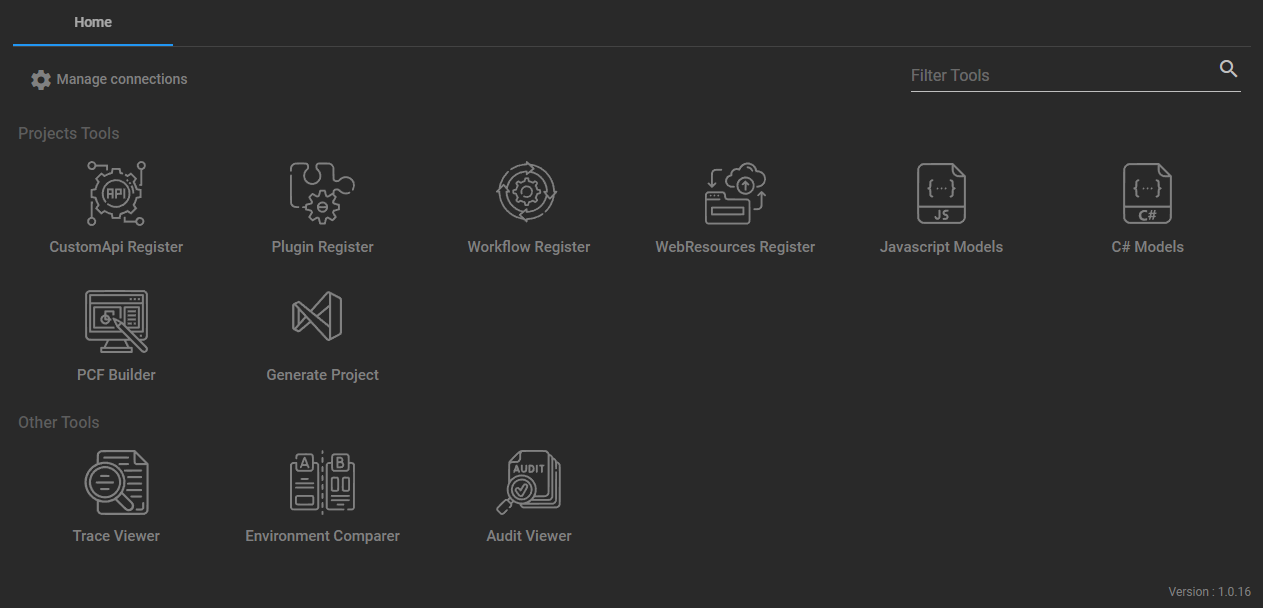 Home
Manage connections
Filter Tools
Projects Tools
API
{...}
JS
{...}
C#
CustomApi Register
Plugin Register
Workflow Register
WebResources Register
Javascript Models
C# Models
PCF Builder
Generate Project
Other Tools
A
B
AUDIT
Trace Viewer
Environment Comparer
Audit Viewer
Version : 1.0.16